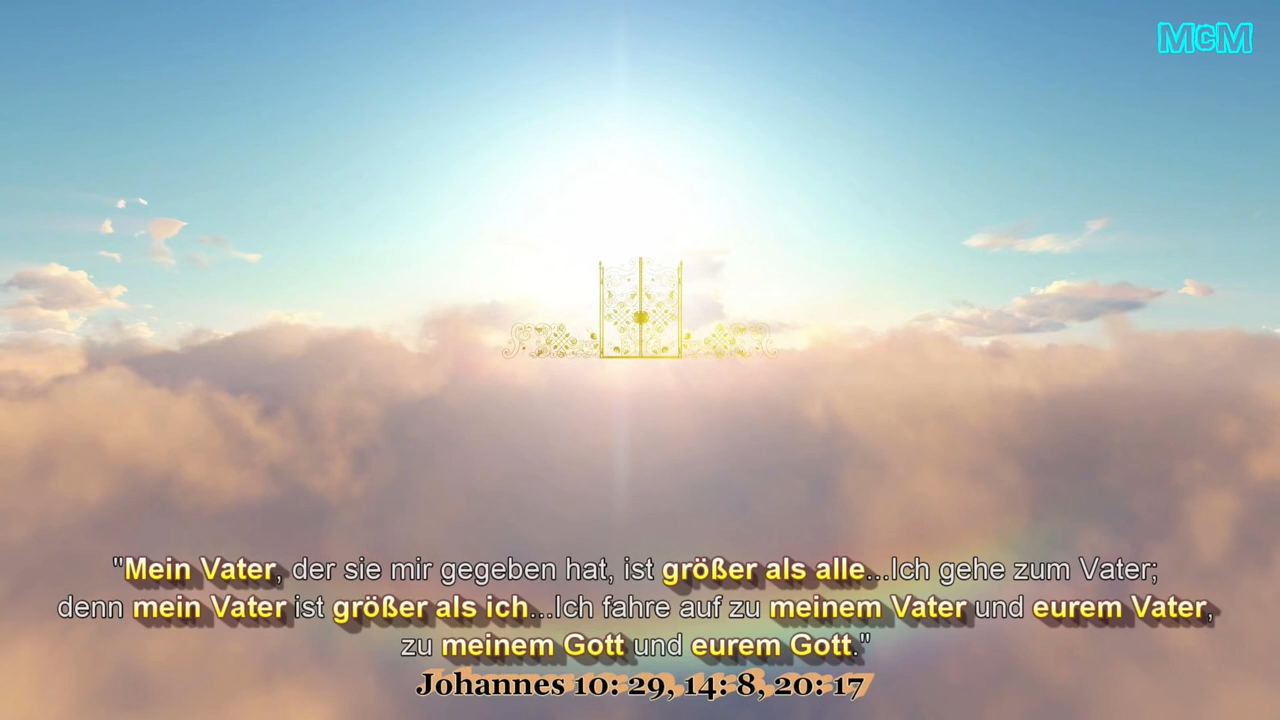 McM
"Mein Vater, der sie mir gegeben hat, ist größer als alle...Ich gehe zum Vater;
denn mein Vater ist größer als ich...Ich fahre auf zu meinem Vater und eurem Vater,
zu meinem Gott und eurem Gott."
Johannes 10: 29, 14: 8, 20: 17